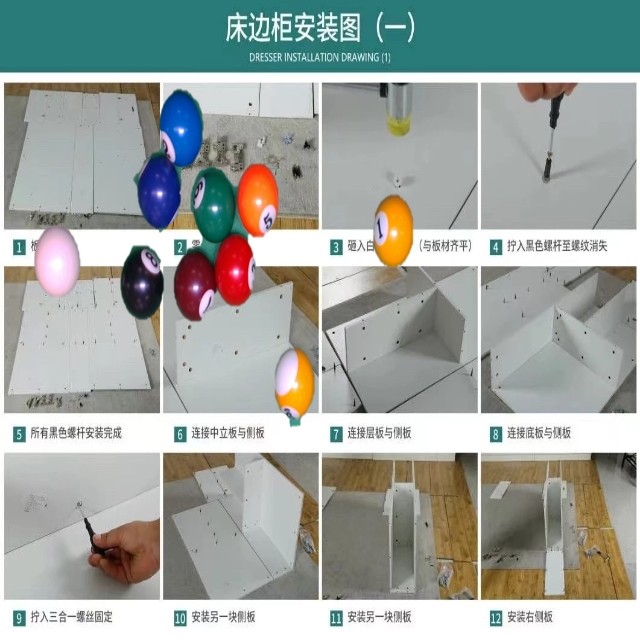 床边柜安装图（一）
DRESSER INSTALLATION DRAWING (1)
1
2
3 砸入白 （与板材齐平）
4 拧入黑色螺杆至螺纹消失
5 所有黑色螺杆安装完成
6 连接中立板与侧板
7 连接层板与侧板
8 连接底板与侧板
9 拧入三合一螺丝固定
10 安装另一块侧板
11 安装另一块侧板
12 安装右侧板